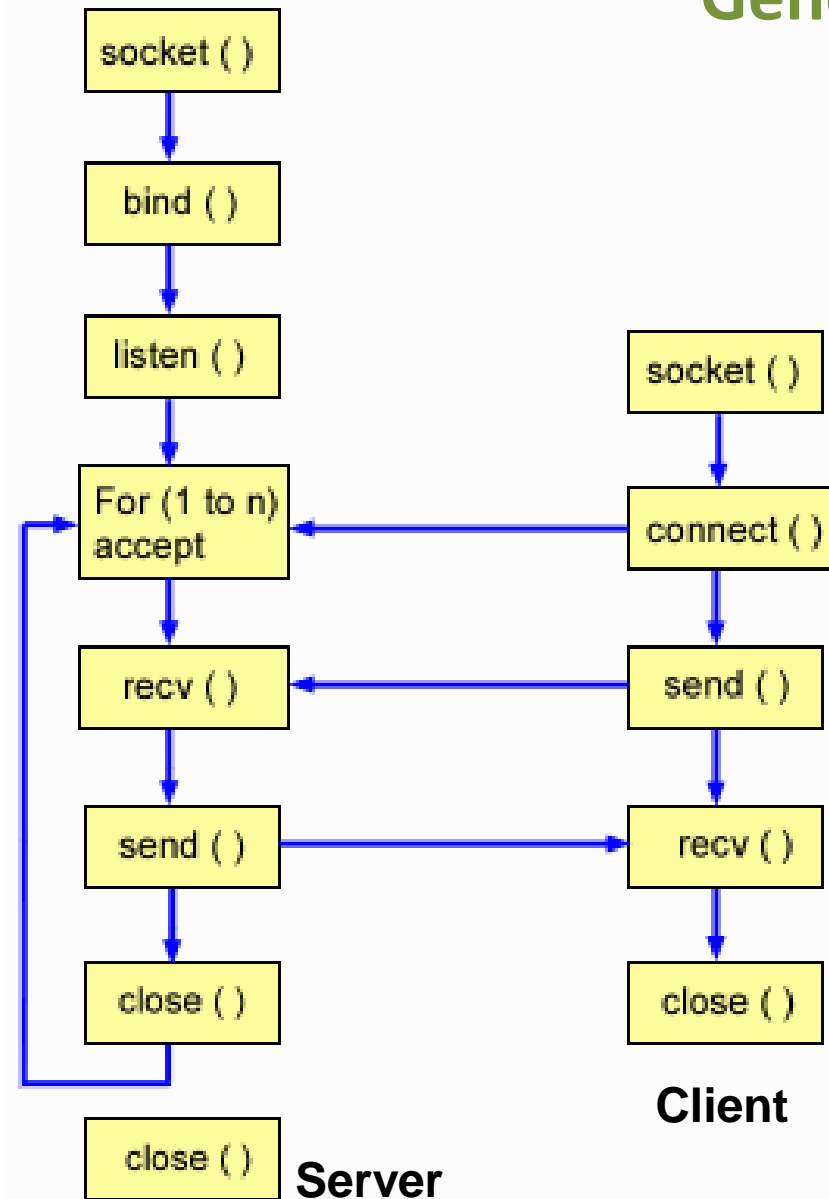 socket ( )
bind ( )
listen ( )
For (1 to n)
accept
recv ( )
send ( )
close ( )
close ( )
Server
socket ( )
connect ( )
send ( )
recv ( )
close ( )
Client